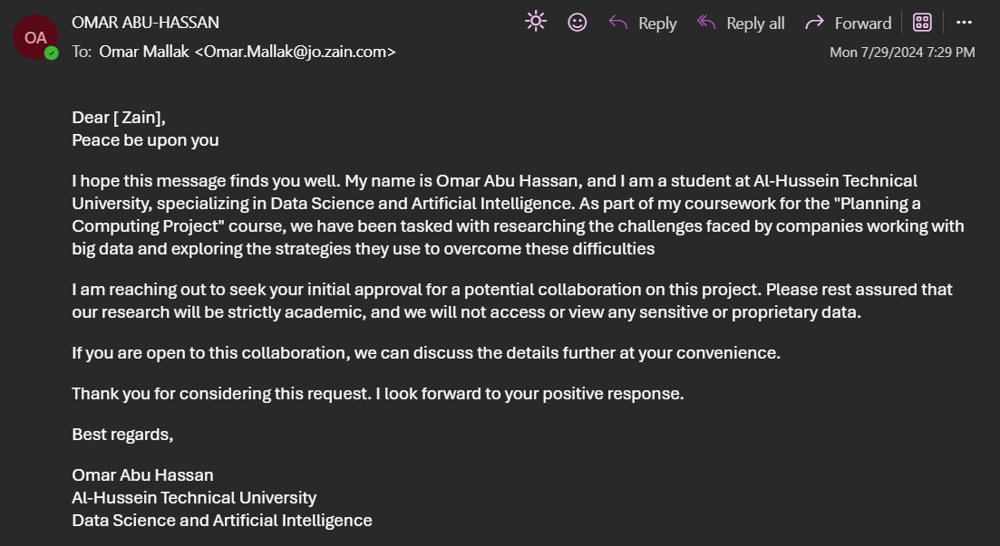 OMAR ABU-HASSAN
Reply
Reply all
Forward
OA
To: Omar Mallak <Omar.Mallak@jo.zain.com>
Mon 7/29/2024 7:29 PM
Dear [ Zain],
Peace be upon you
I hope this message finds you well. My name is Omar Abu Hassan, and I am a student at Al-Hussein Technical
University, specializing in Data Science and Artificial Intelligence. As part of my coursework for the "Planning a
Computing Project" course, we have been tasked with researching the challenges faced by companies working with
big data and exploring the strategies they use to overcome these difficulties
I am reaching out to seek your initial approval for a potential collaboration on this project. Please rest assured that
our research will be strictly academic, and we will not access or view any sensitive or proprietary data.
If you are open to this collaboration, we can discuss the details further at your convenience.
Thank you for considering this request. I look forward to your positive response.
Best regards,
Omar Abu Hassan
Al-Hussein Technical University
Data Science and Artificial Intelligence